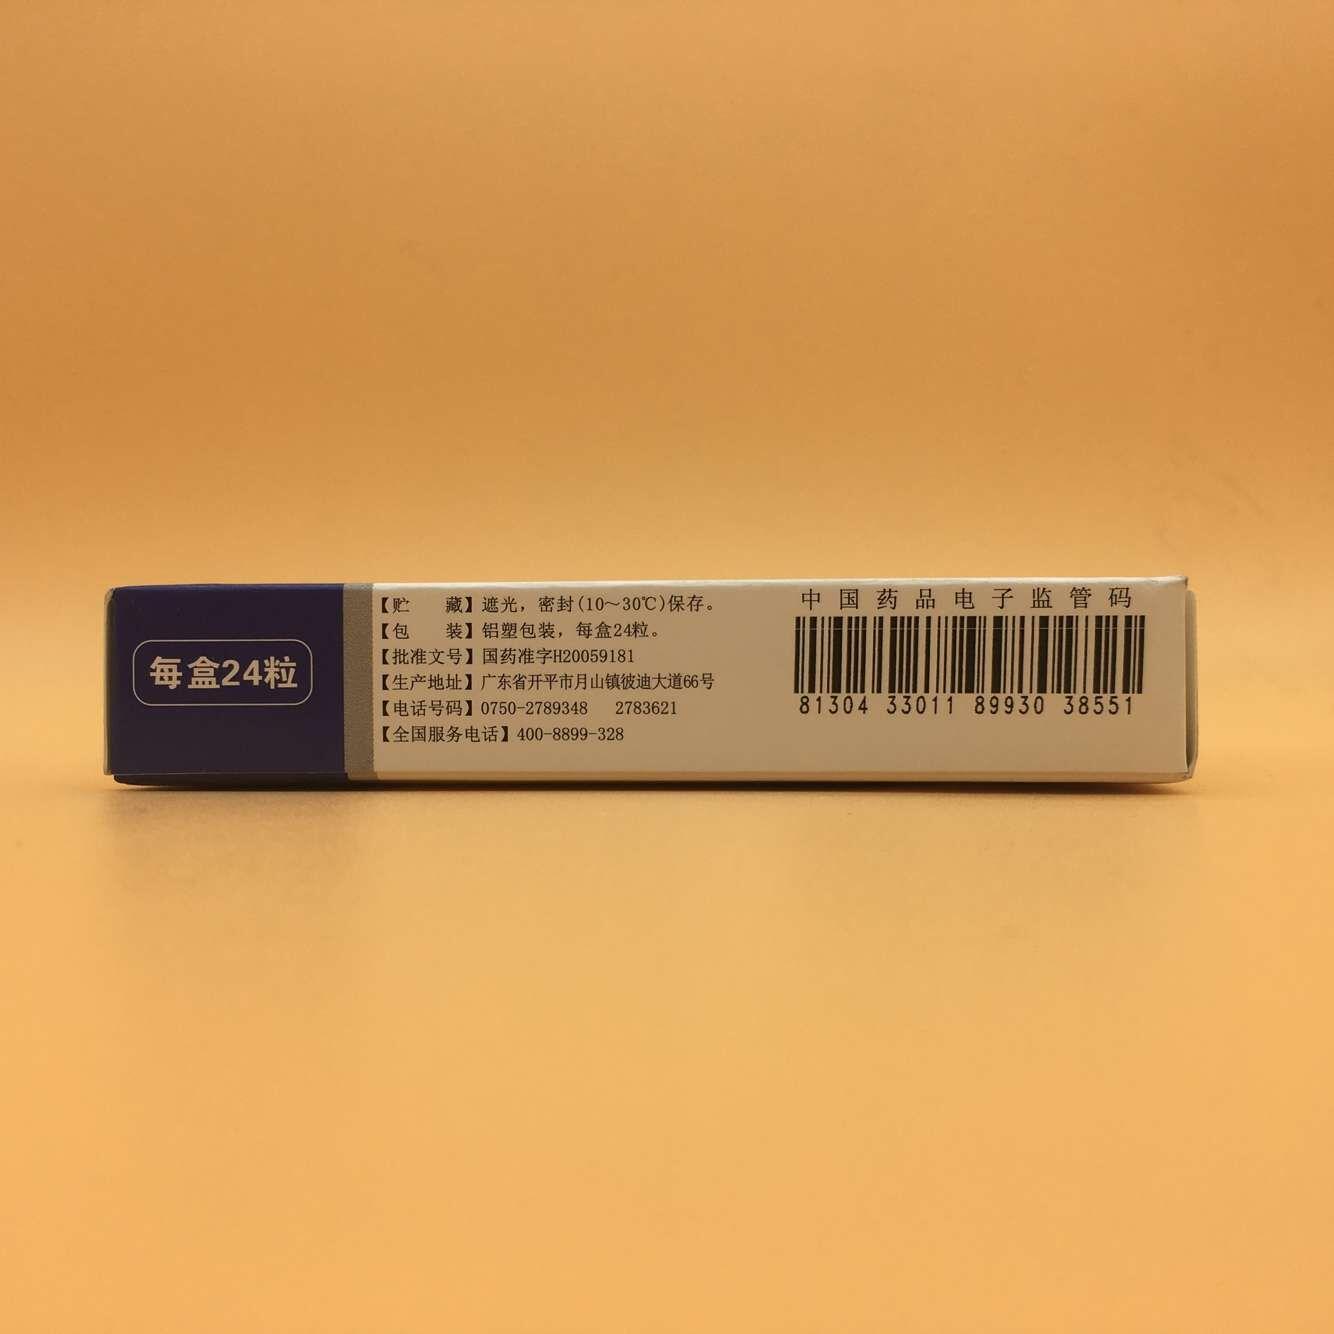 每盒24粒
【贮　　藏】遮光，密封(10～30℃)保存。
【包　　装】铝塑包装，每盒24粒。
【批准文号】国药准字H20059181
【生产地址】广东省开平市月山镇彼迪大道66号
【电话号码】0750-2789348　2783621
【全国服务电话】400-8899-328
中国药品电子监管码
81304 33011 89930 38551